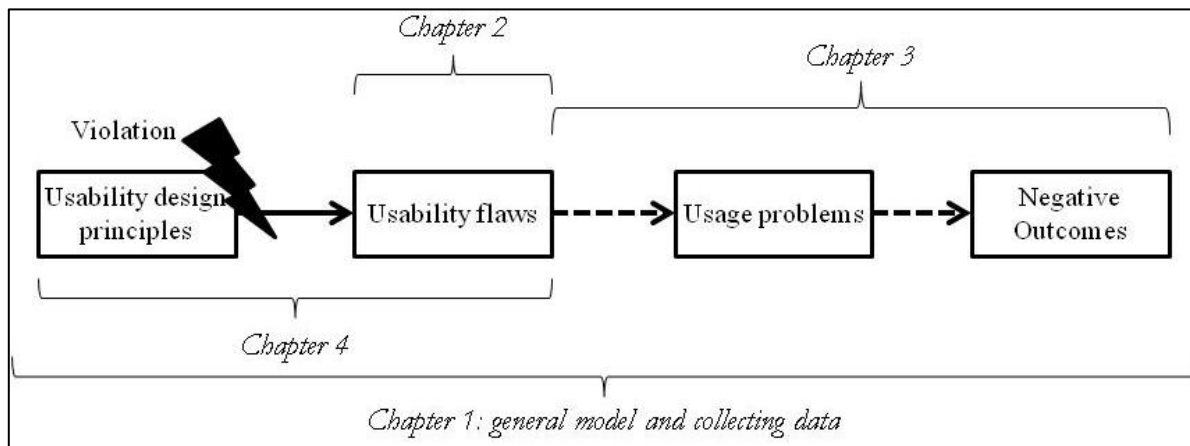 Chapter 2
Chapter 3
Violation
Usability design
principles
Usability flaws
Usage problems
Negative
Outcomes
Chapter 4
Chapter 1: general model and collecting data